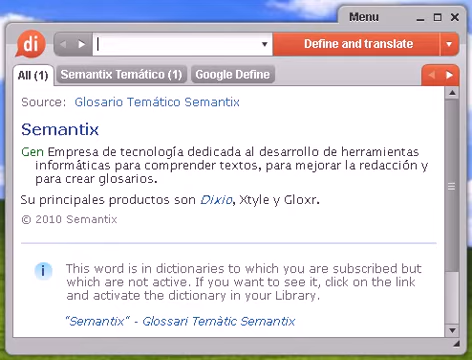 Menu
di
Define and translate
All (1)
Semantix Temático (1)
Google Define
Source: Glosario Temático Semantix
Semantix
Gen Empresa de tecnología dedicada al desarrollo de herramientas
informáticas para comprender textos, para mejorar la redacción y
para crear glosarios.
Su principales productos son Dixio, Xtyle y Gloxr.
© 2010 Semantix
i
This word is in dictionaries to which you are subscribed but
which are not active. If you want to see it, click on the link
and activate the dictionary in your Library.
"Semantix" - Glossari Temàtic Semantix